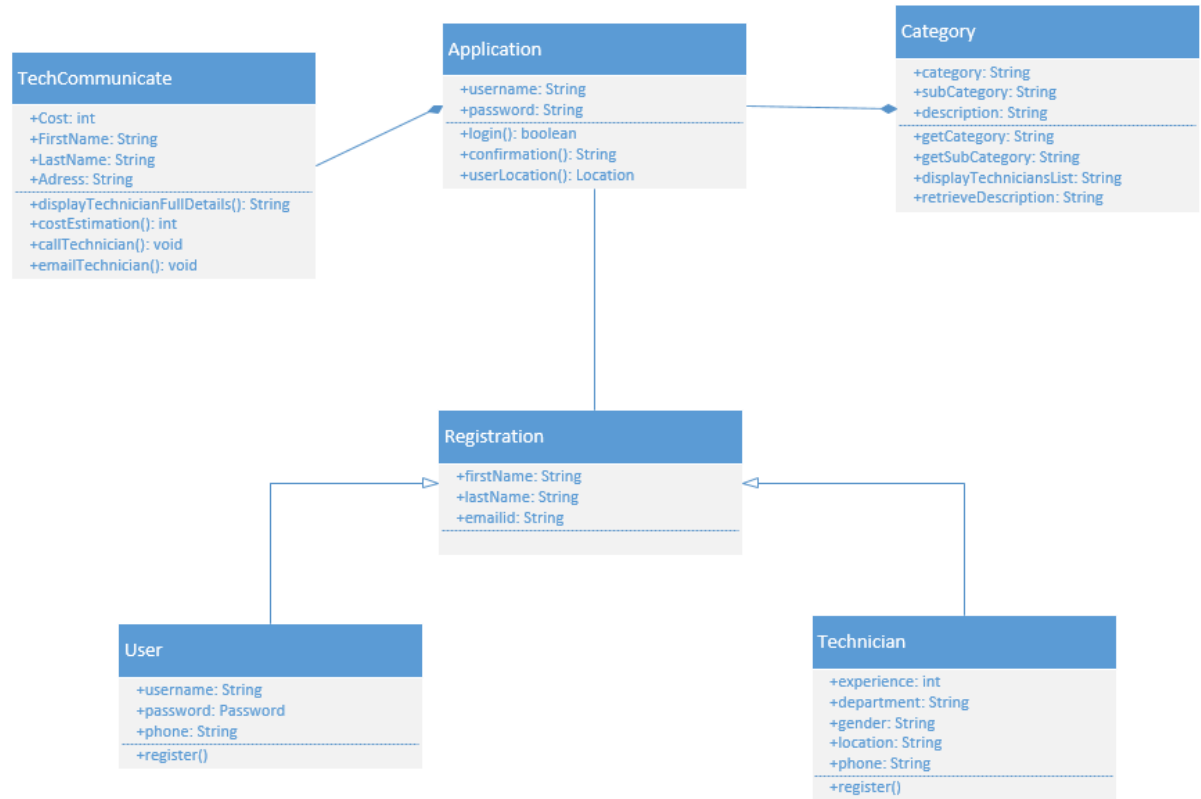 TechCommunicate
+Cost: int
+FirstName: String
+LastName: String
+Adress: String
+displayTechnicianFullDetails(): String
+costEstimation(): int
+callTechnician(): void
+emailTechnician(): void
Application
+username: String
+password: String
+login(): boolean
+confirmation(): String
+userLocation(): Location
Category
+category: String
+subCategory: String
+description: String
+getCategory: String
+getSubCategory: String
+displayTechniciansList: String
+retrieveDescription: String
Registration
+firstName: String
+lastName: String
+emailid: String
User
+username: String
+password: Password
+phone: String
+register()
Technician
+experience: int
+department: String
+gender: String
+location: String
+phone: String
+register()